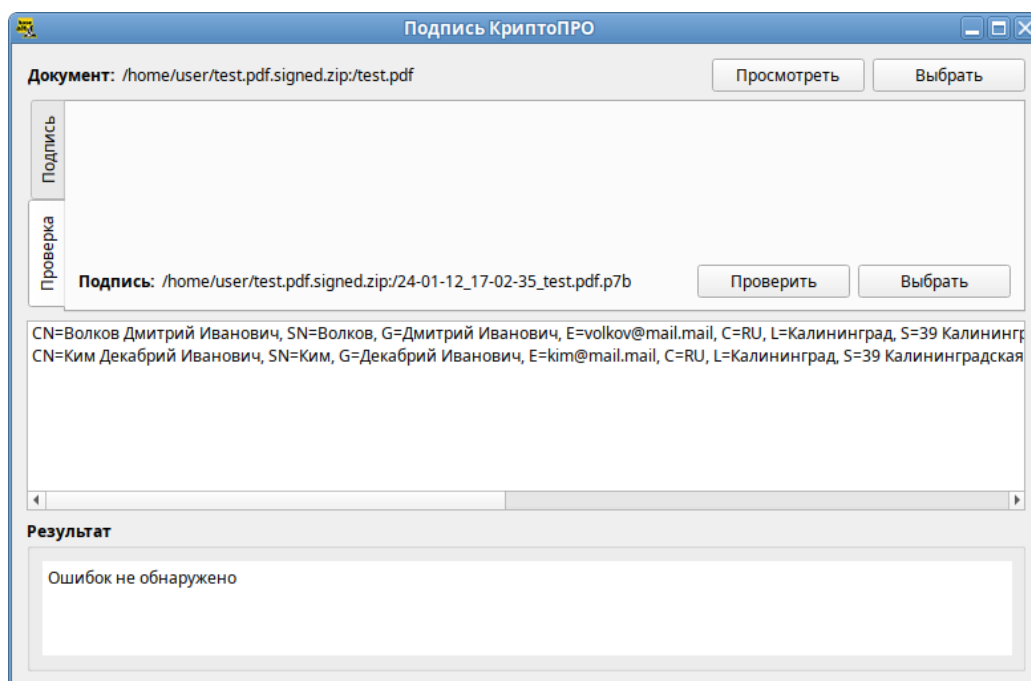 Подпись КриптоПРО
Документ: /home/user/test.pdf.signed.zip:/test.pdf
Просмотреть
Выбрать
Подпись
Проверка
Подпись: /home/user/test.pdf.signed.zip:/24-01-12_17-02-35_test.pdf.p7b
Проверить
Выбрать
CN=Волков Дмитрий Иванович, SN=Волков, G=Дмитрий Иванович, E=volkov@mail.mail, C=RU, L=Калининград, S=39 Калинингр
CN=Ким Декабрий Иванович, SN=Ким, G=Декабрий Иванович, E=kim@mail.mail, C=RU, L=Калининград, S=39 Калининградская
Результат
Ошибок не обнаружено